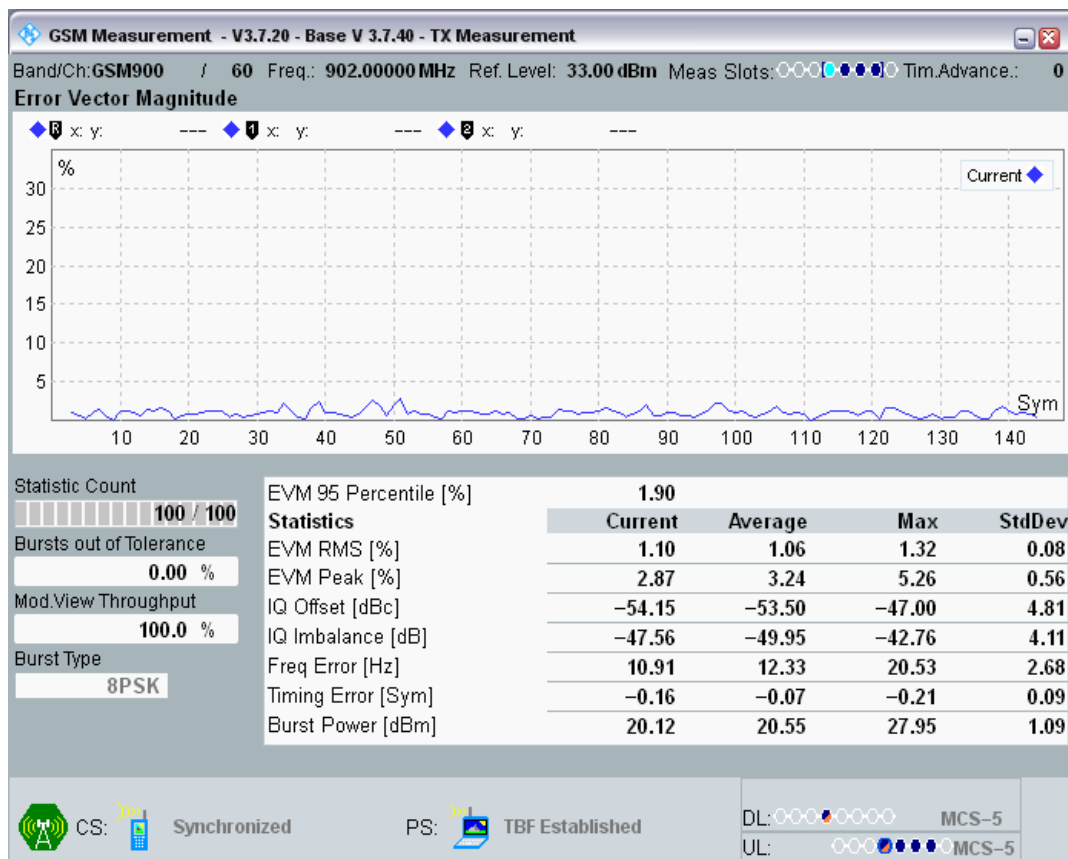 GSM Measurement - V3.7.20 - Base V 3.7.40 - TX Measurement
Band/Ch:GSM900 / 60 Freq.: 902.00000 MHz Ref. Level: 33.00 dBm Meas Slots: Tim.Advance.: 0
Error Vector Magnitude
R x: y: --- 1 x: y: --- 2 x: y: ---
%
Current
30
25
20
15
10
5
Sym
10 20 30 40 50 60 70 80 90 100 110 120 130 140
Statistic Count
100 / 100
Bursts out of Tolerance
0.00 %
Mod.View Throughput
100.0 %
Burst Type
8PSK
EVM 95 Percentile [%] 1.90
Statistics Current Average Max StdDev
EVM RMS [%] 1.10 1.06 1.32 0.08
EVM Peak [%] 2.87 3.24 5.26 0.56
IQ Offset [dBc] −54.15 −53.50 −47.00 4.81
IQ Imbalance [dB] −47.56 −49.95 −42.76 4.11
Freq Error [Hz] 10.91 12.33 20.53 2.68
Timing Error [Sym] −0.16 −0.07 −0.21 0.09
Burst Power [dBm] 20.12 20.55 27.95 1.09
CS: Synchronized PS: TBF Established
DL: MCS−5
UL: MCS−5